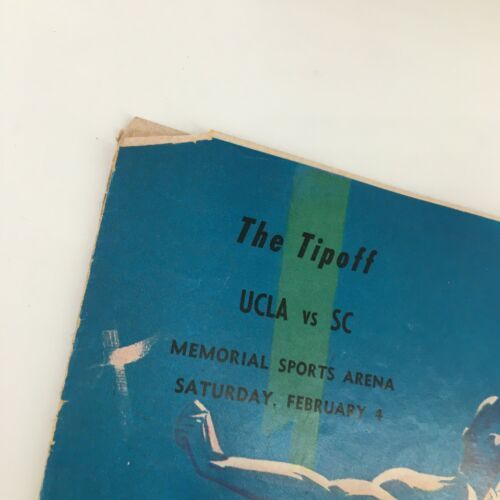 The Tipoff
UCLA vs SC
MEMORIAL SPORTS ARENA
SATURDAY, FEBRUARY 4